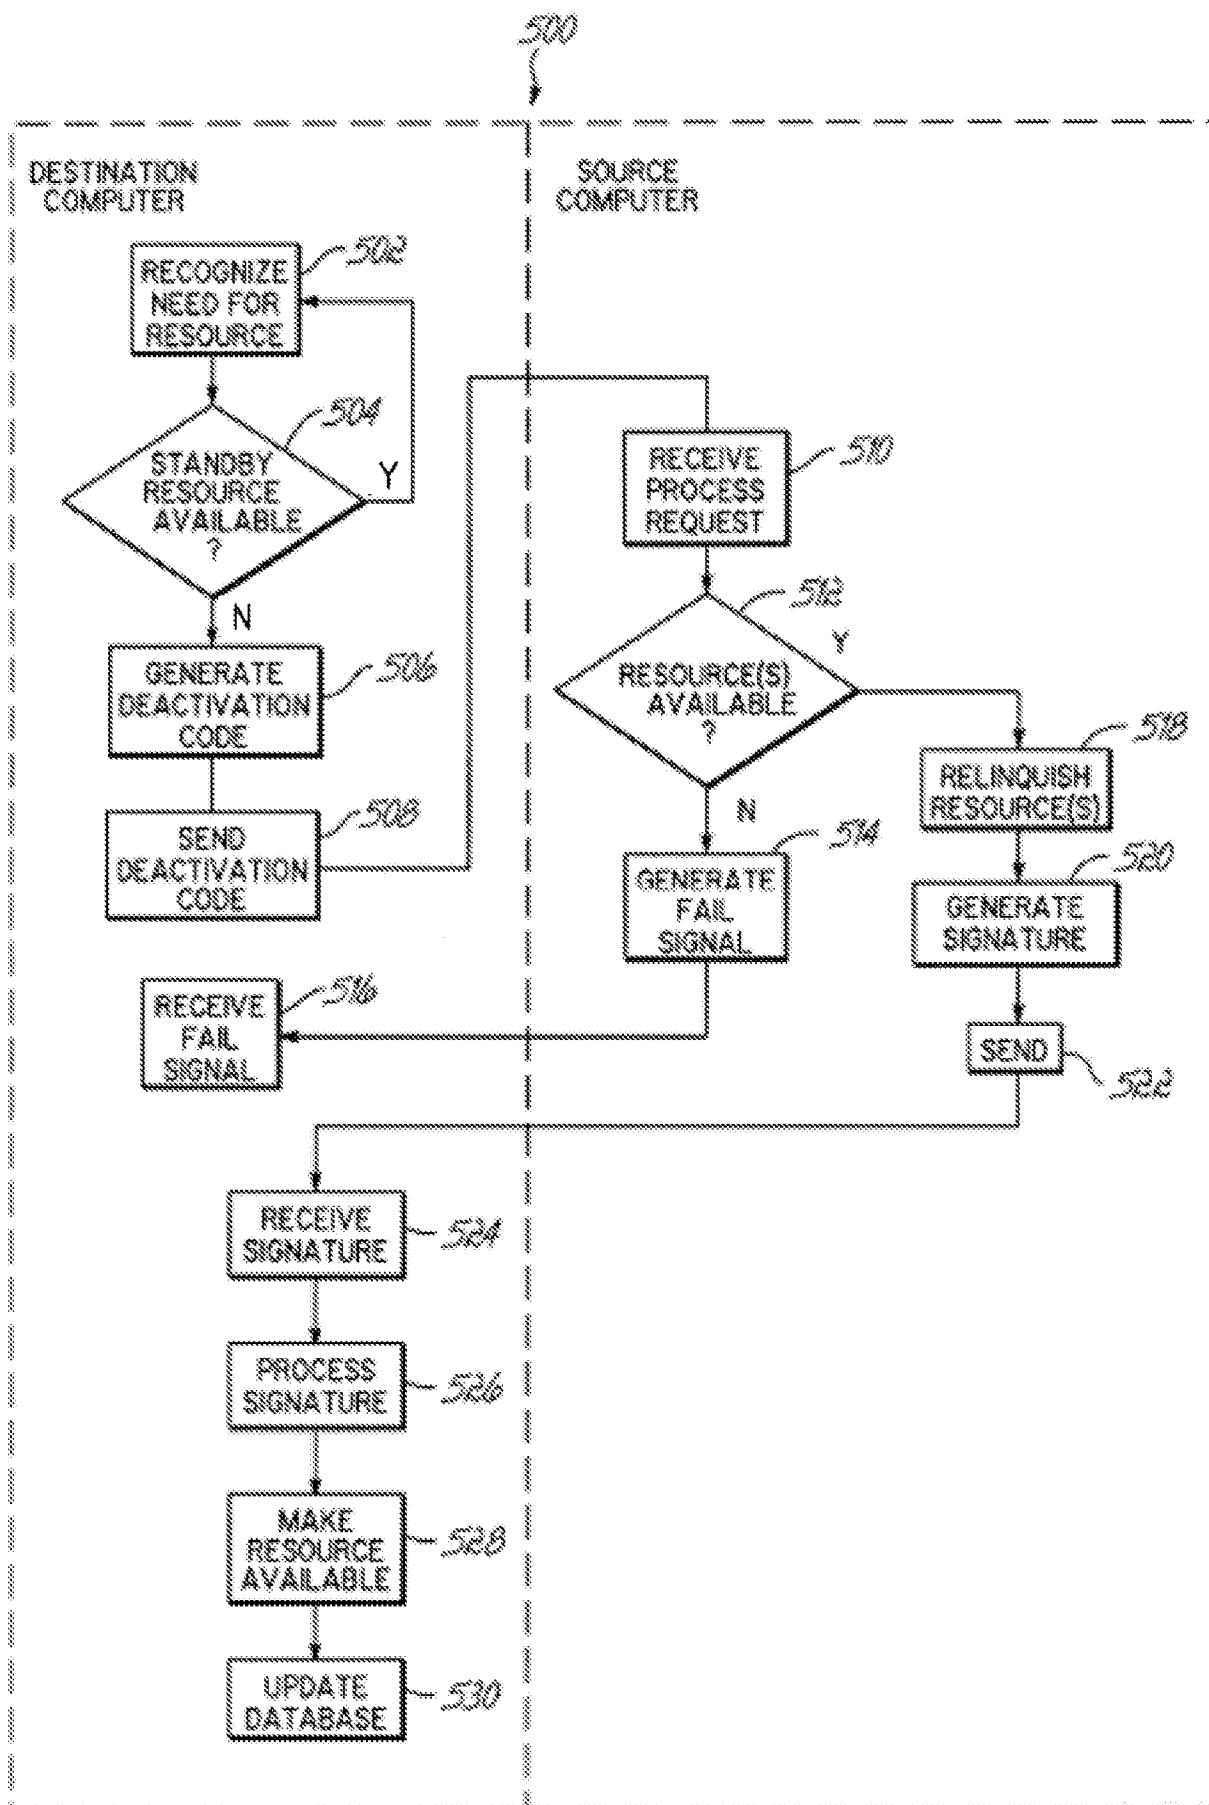 500
DESTINATION
COMPUTER
SOURCE
COMPUTER
502
RECOGNIZE
NEED FOR
RESOURCE
504
STANDBY
RESOURCE
AVAILABLE
?
Y
N
506
GENERATE
DEACTIVATION
CODE
508
SEND
DEACTIVATION
CODE
510
RECEIVE
PROCESS
REQUEST
512
RESOURCE(S)
AVAILABLE
?
Y
N
514
GENERATE
FAIL
SIGNAL
516
RECEIVE
FAIL
SIGNAL
518
RELINQUISH
RESOURCE(S)
520
GENERATE
SIGNATURE
SEND
522
RECEIVE
SIGNATURE
524
PROCESS
SIGNATURE
526
MAKE
RESOURCE
AVAILABLE
528
UPDATE
DATABASE
530